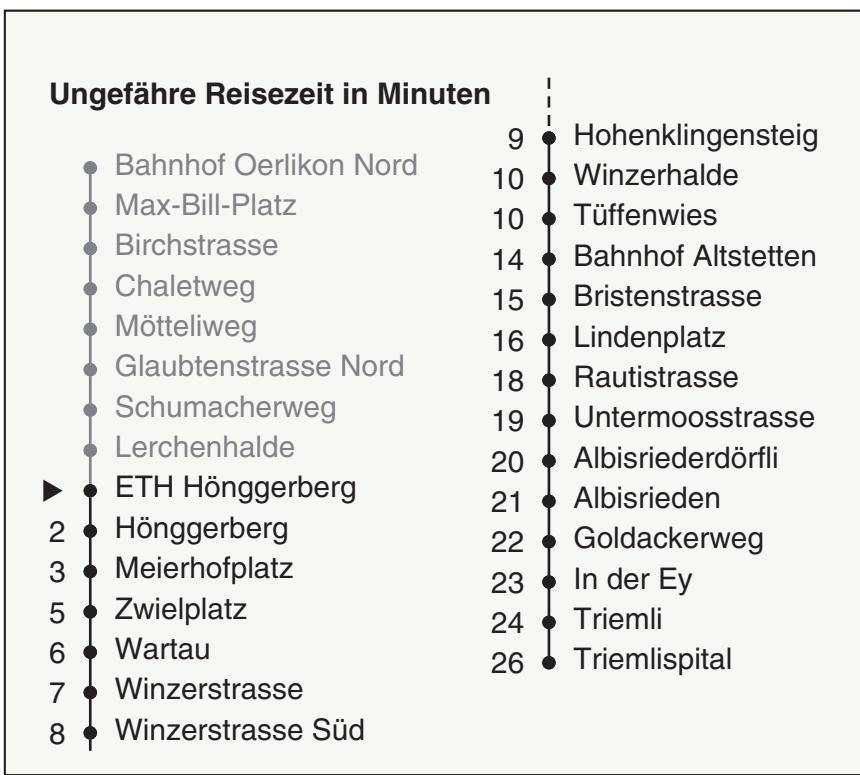 Ungefähre Reisezeit in Minuten
Bahnhof Oerlikon Nord
Max-Bill-Platz
Birchstrasse
Chaletweg
Mötteliweg
Glaubtenstrasse Nord
Schumacherweg
Lerchenhalde
ETH Hönggerberg
2 Hönggerberg
3 Meierhofplatz
5 Zwielplatz
6 Wartau
7 Winzerstrasse
8 Winzerstrasse Süd
9 Hohenklingensteig
10 Winzerhalde
10 Tüffenwies
14 Bahnhof Altstetten
15 Bristenstrasse
16 Lindenplatz
18 Rautistrasse
19 Untermoosstrasse
20 Albisriederdörfli
21 Albisrieden
22 Goldackerweg
23 In der Ey
24 Triemli
26 Triemlispital